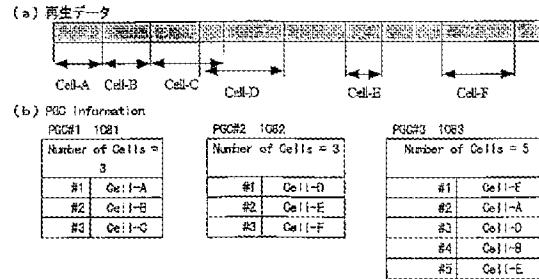 (a) 再生データ
Cell-A Cell-B Cell-C Cell-D Cell-E Cell-F
(b) PGC Information
PGC#1 1081 PGC#2 1082 PGC#3 1083
Number of Cells = 3 Number of Cells = 3 Number of Cells = 5
#1 Cell-A #1 Cell-D #1 Cell-E
#2 Cell-B #2 Cell-E #2 Cell-A
#3 Cell-C #3 Cell-F #3 Cell-D
#4 Cell-B
#5 Cell-E